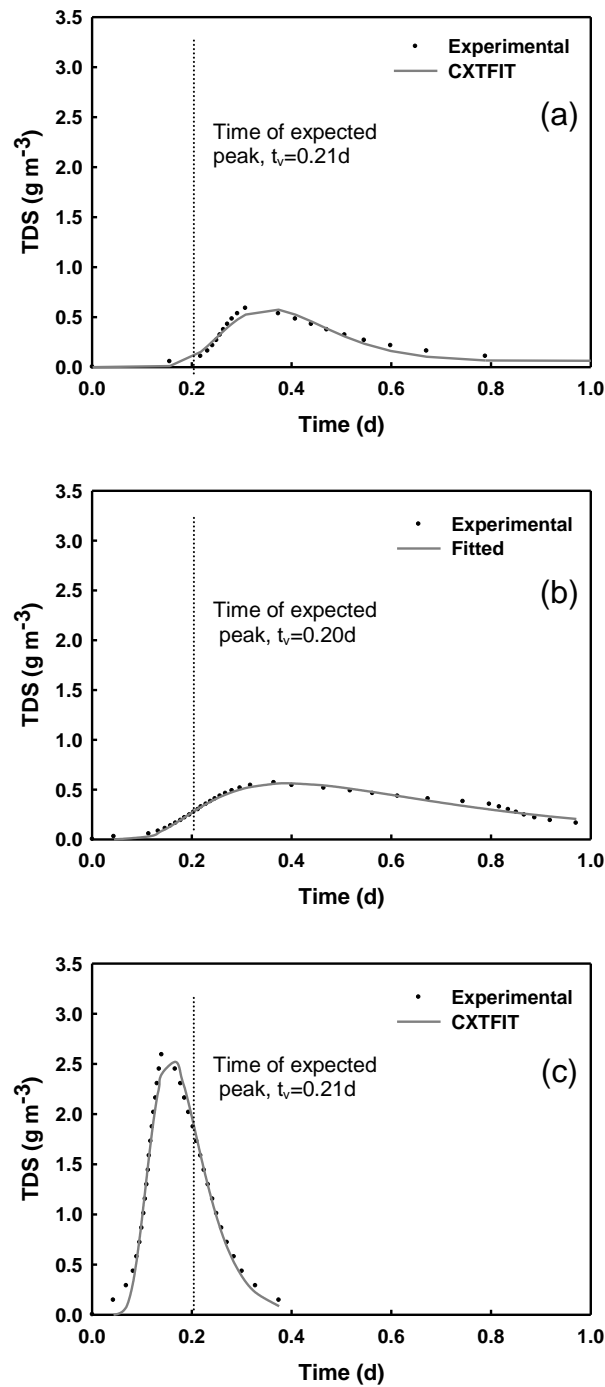 3.5
Experimental
3.0
CXTFIT
(a)
2.5
Time of expected
peak, tv=0.21d
2.0
TDS (g m-3)
1.5
1.0
0.5
0.0
0.0 0.2 0.4 0.6 0.8 1.0
Time (d)
3.5
Experimental
3.0
Fitted
(b)
2.5
Time of expected
peak, tv=0.20d
2.0
TDS (g m-3)
1.5
1.0
0.5
0.0
0.0 0.2 0.4 0.6 0.8 1.0
Time (d)
3.5
Experimental
3.0
CXTFIT
(c)
2.5
Time of expected
peak, tv=0.21d
2.0
TDS (g m-3)
1.5
1.0
0.5
0.0
0.0 0.2 0.4 0.6 0.8 1.0
Time (d)